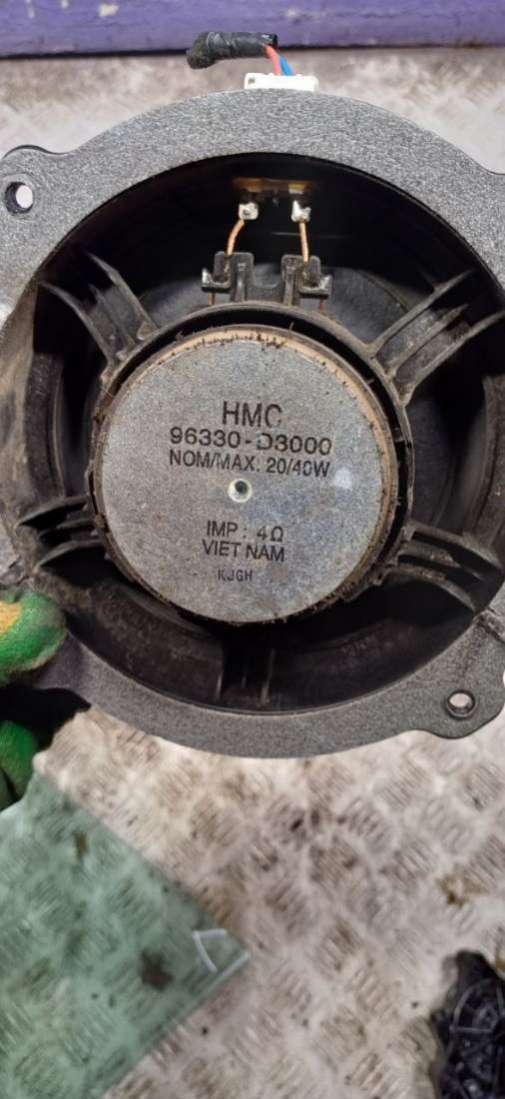 HMC
96330-D3000
NOM/MAX: 20/40W
IMP : 4Ω
VIET NAM
KJGH